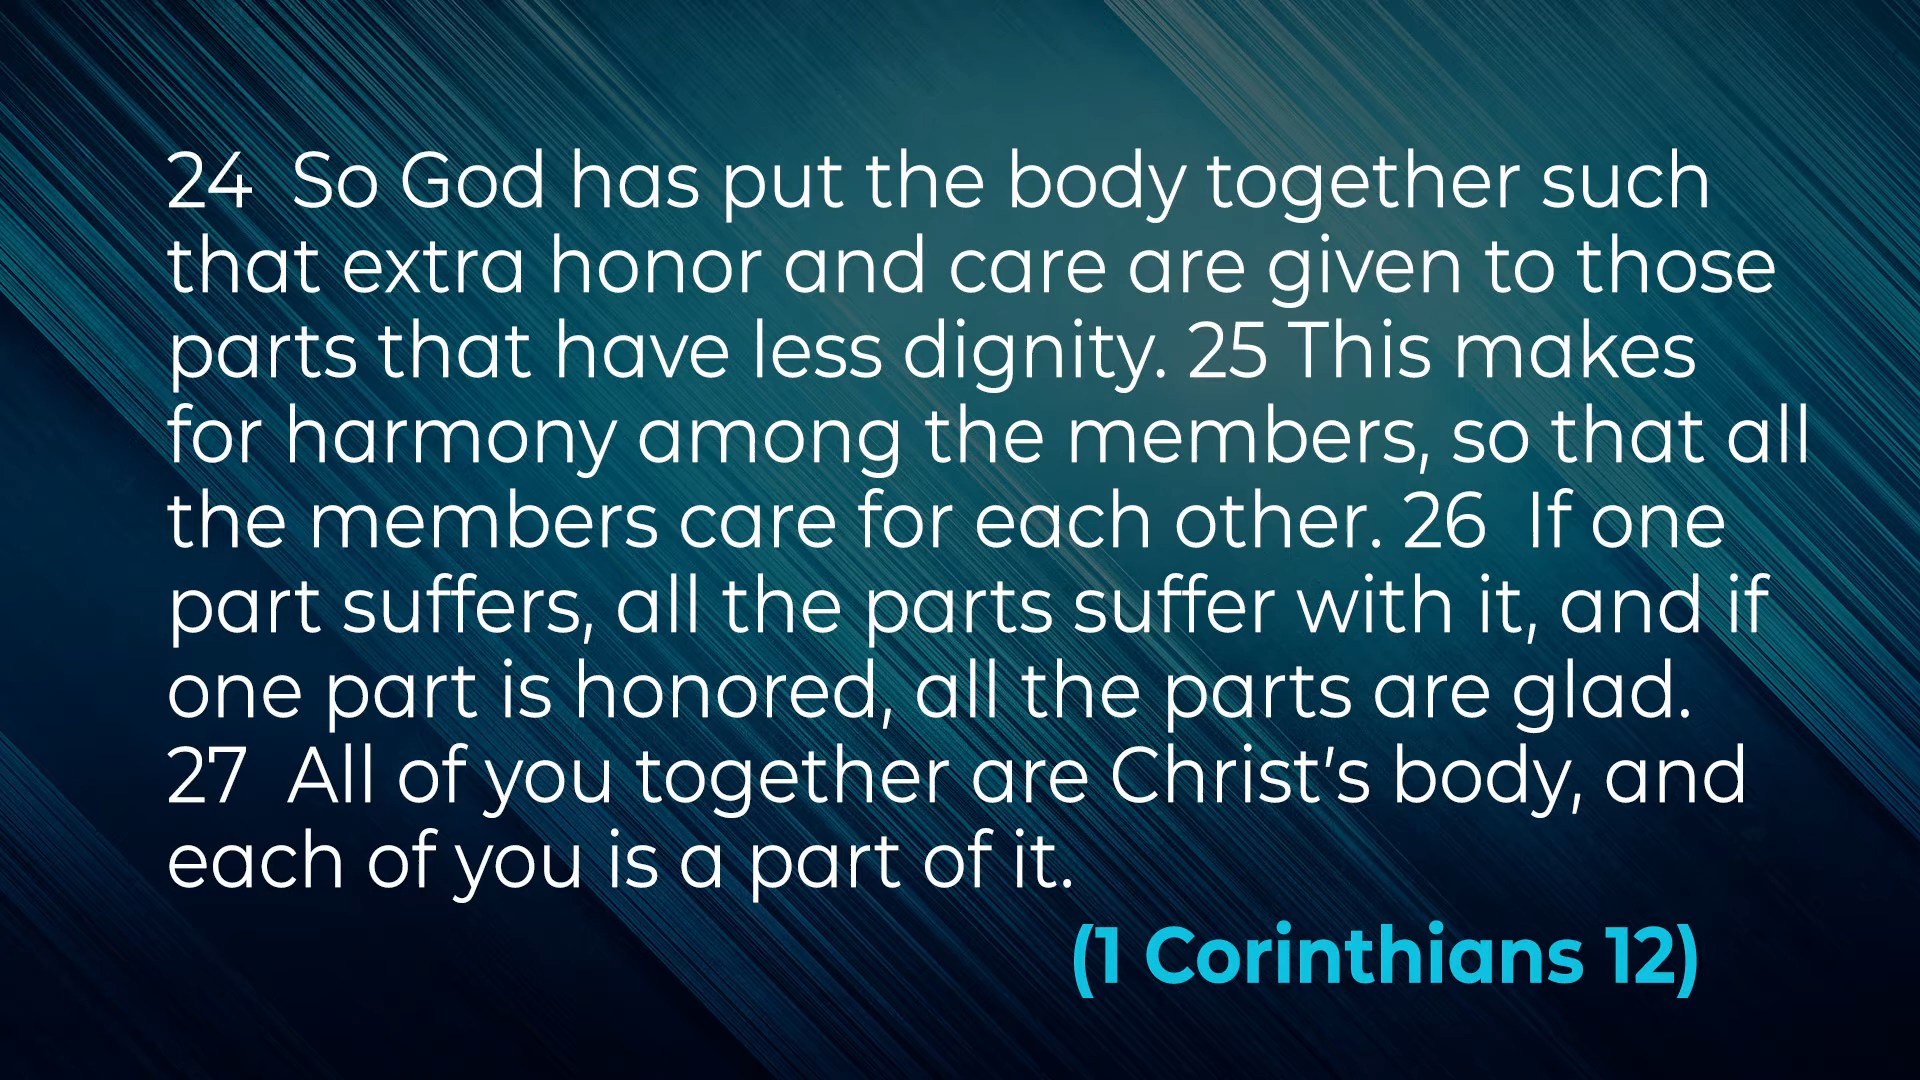 24  So God has put the body together such
that extra honor and care are given to those
parts that have less dignity. 25 This makes
for harmony among the members, so that all
the members care for each other. 26  If one
part suffers, all the parts suffer with it, and if
one part is honored, all the parts are glad.
27  All of you together are Christ’s body, and
each of you is a part of it.
(1 Corinthians 12)